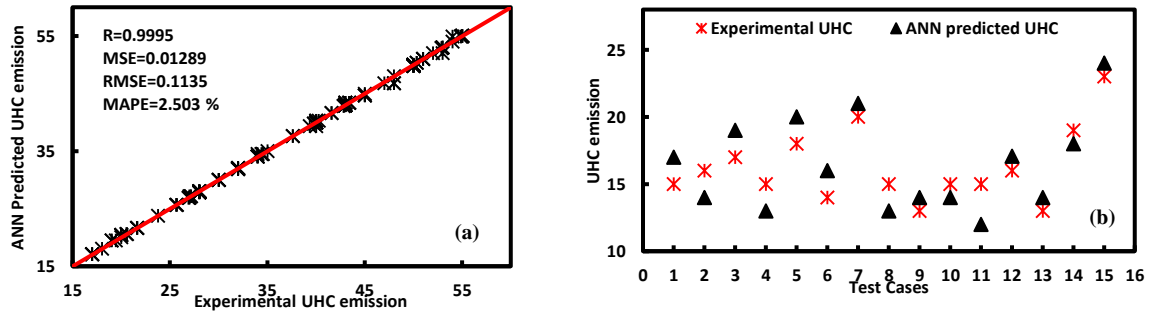 ANN Predicted UHC emission
55
35
15
R=0.9995
MSE=0.01289
RMSE=0.1135
MAPE=2.503 %
(a)
15 25 35 45 55
Experimental UHC emission
UHC emission
25
20
15
10
Experimental UHC ANN predicted UHC
(b)
0 1 2 3 4 5 6 7 8 9 10 11 12 13 14 15 16
Test Cases